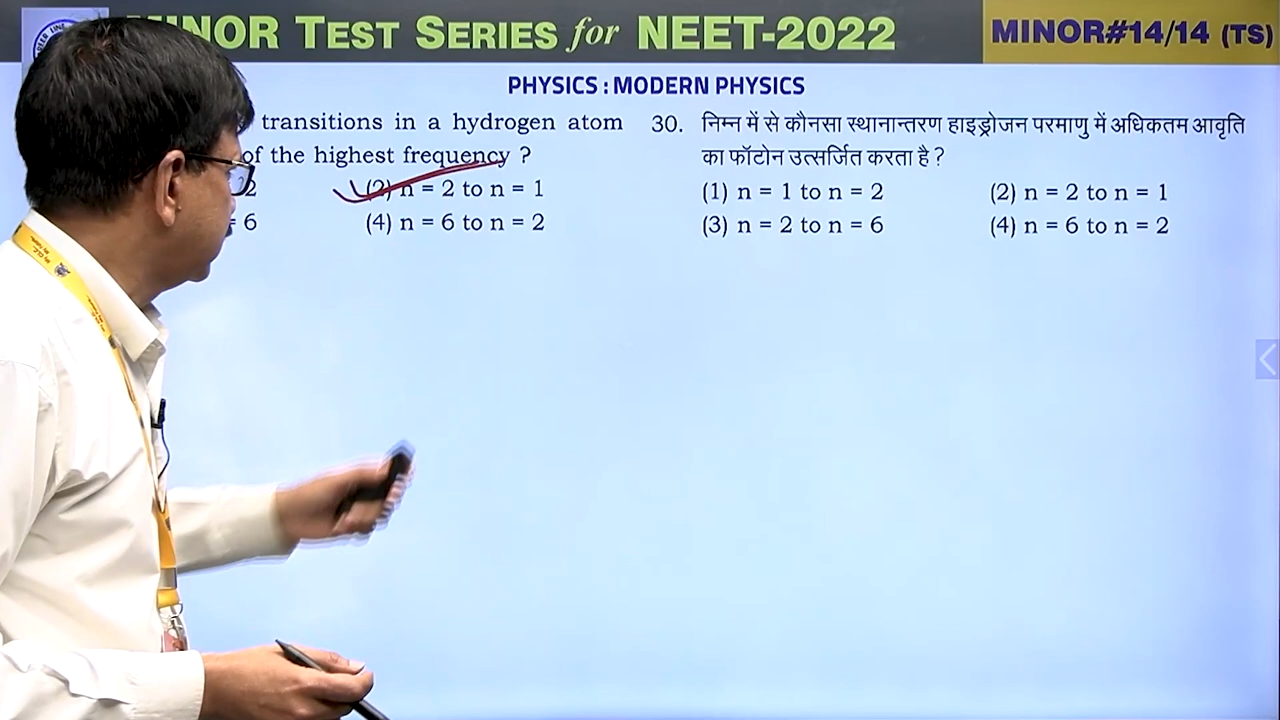 MINOR TEST SERIES for NEET-2022
MINOR#14/14 (TS)
PHYSICS : MODERN PHYSICS
transitions in a hydrogen atom
of the highest frequency ?
2 (2) n = 2 to n = 1
= 6 (4) n = 6 to n = 2
30. निम्न में से कौनसा स्थानान्तरण हाइड्रोजन परमाणु में अधिकतम आवृति
का फॉटोन उत्सर्जित करता है ?
(1) n = 1 to n = 2 (2) n = 2 to n = 1
(3) n = 2 to n = 6 (4) n = 6 to n = 2